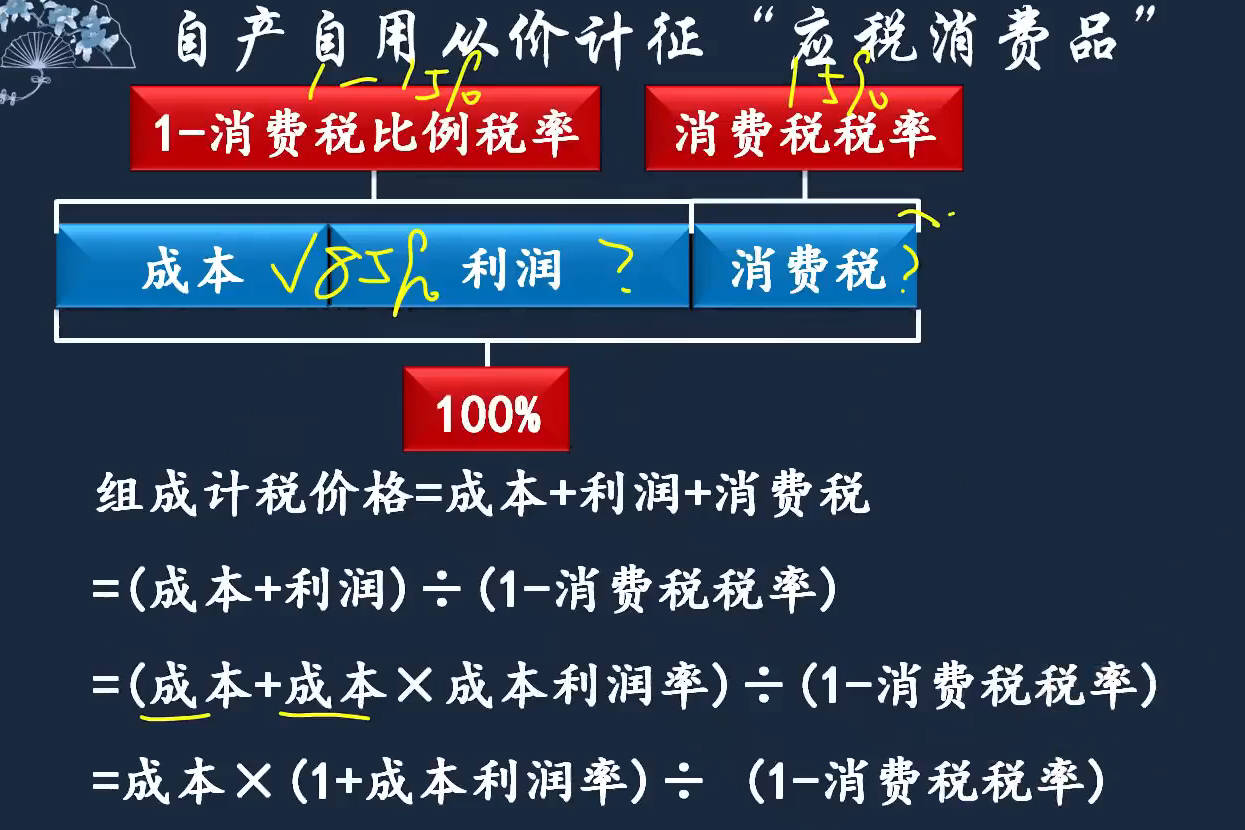 自产自用从价计征“应税消费品”
1-15%
15%
1-消费税比例税率 消费税税率
成本 √ 85% 利润 ? 消费税 ?
100%
组成计税价格=成本+利润+消费税
=(成本+利润)÷(1-消费税税率)
=(成本+成本×成本利润率)÷(1-消费税税率)
=成本×(1+成本利润率)÷ (1-消费税税率)